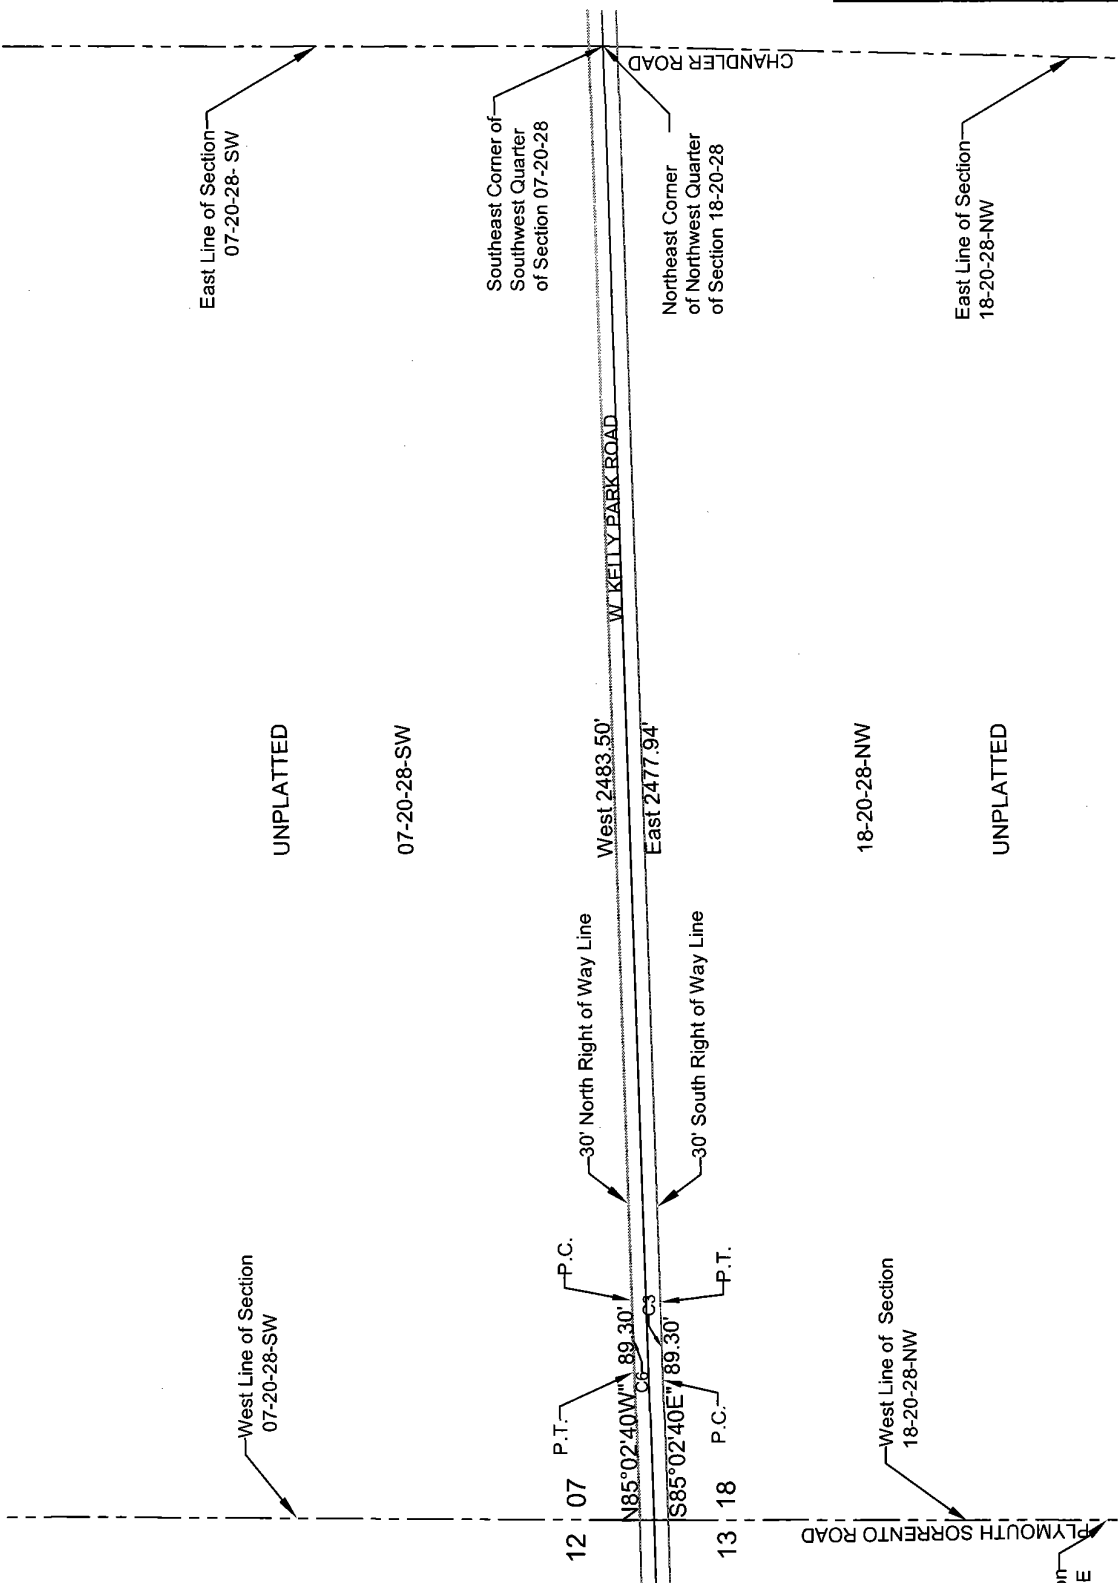 East Line of Section
07-20-28- SW
Southeast Corner of
Southwest Quarter
of Section 07-20-28
CHANDLER ROAD
Northeast Corner
of Northwest Quarter
of Section 18-20-28
East Line of Section
18-20-28-NW
W KELLY PARK ROAD
UNPLATTED
07-20-28-SW
West 2483.50'
East 2477.94'
18-20-28-NW
UNPLATTED
30' North Right of Way Line
30' South Right of Way Line
West Line of Section
07-20-28-SW
P.C.
P.T.
N85°02'40W" 89.30'
C6
C3
S85°02'40E" 89.30'
P.T.
P.C.
12 07
13 18
West Line of Section
18-20-28-NW
PLYMOUTH SORRENTO ROAD
E